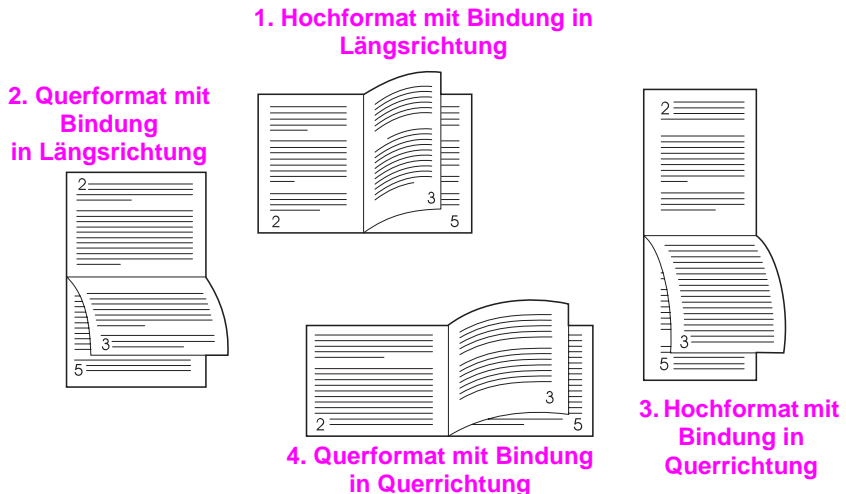 1. Hochformat mit Bindung in
Längsrichtung
2. Querformat mit
Bindung
in Längsrichtung
2
3
5
2
3
5
2
3
5
2
3
5
3. Hochformat mit
Bindung in
Querrichtung
4. Querformat mit Bindung
in Querrichtung